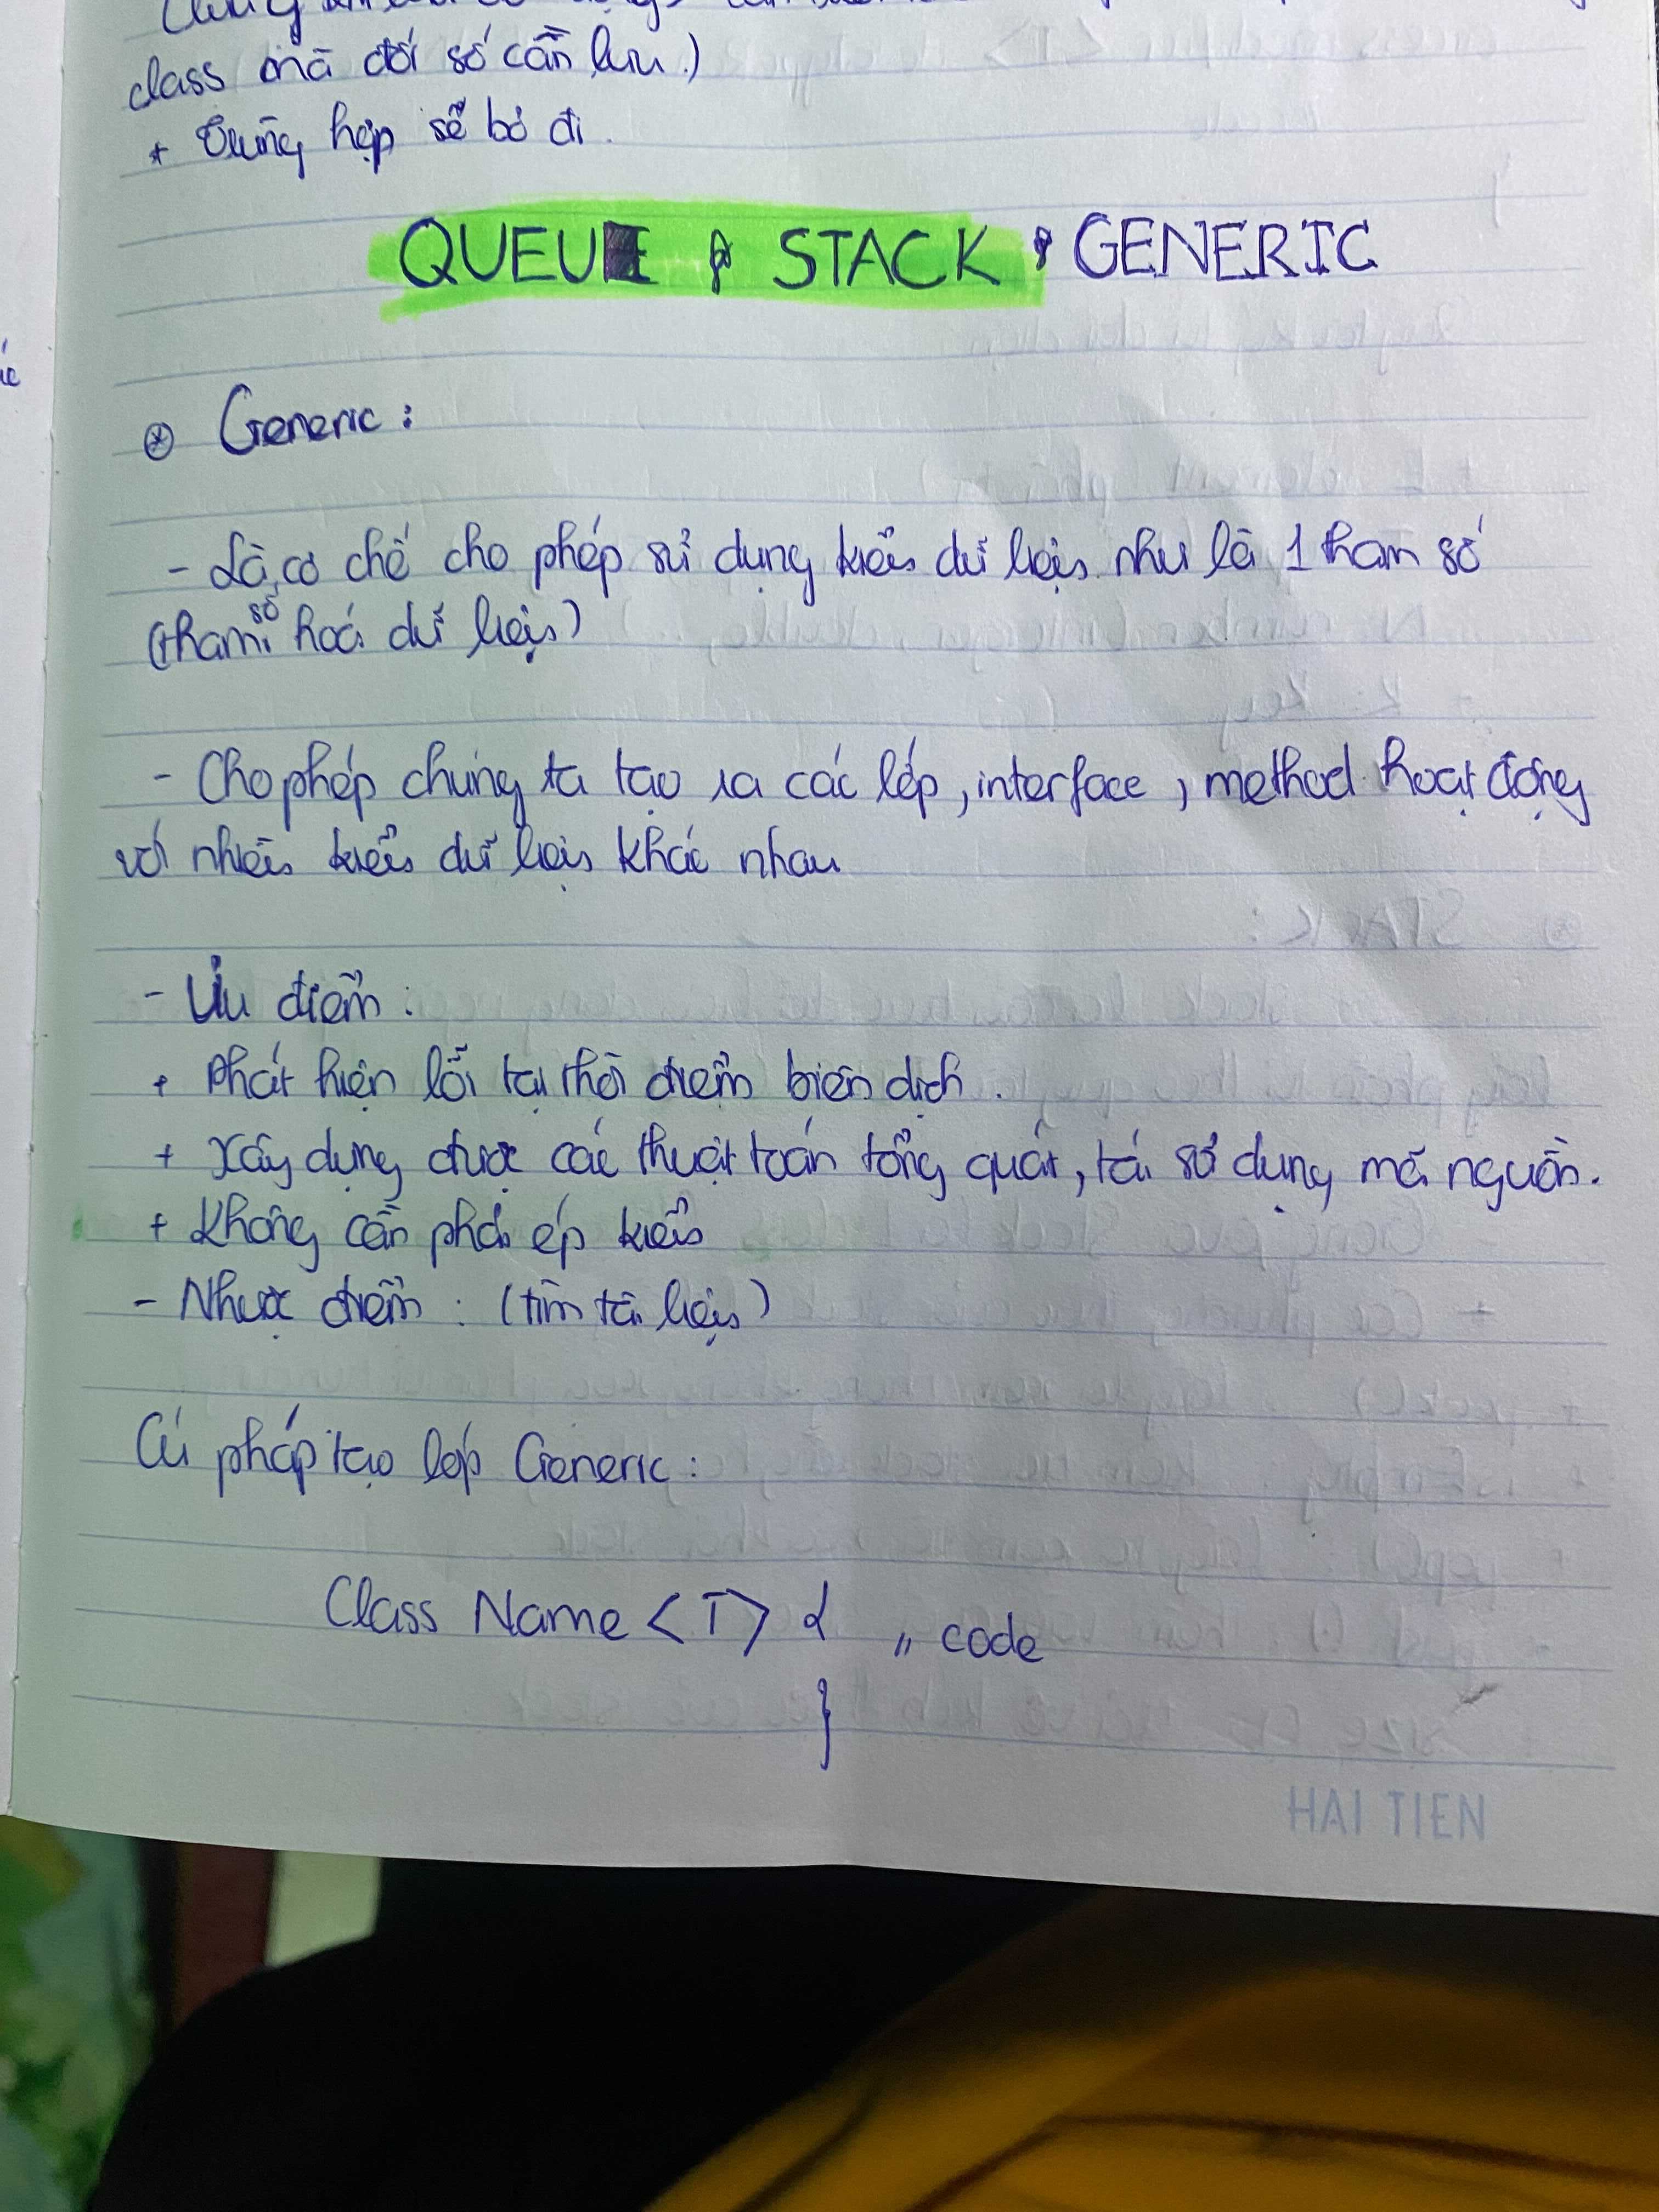 class mà đối số cần lưu.)
+ Trùng hợp sẽ bỏ đi.
QUEUE & STACK & GENERIC
⊛ Generic:
- Là cơ chế cho phép sử dụng kiểu dữ liệu như là 1 tham số
(tham số hoá dữ liệu)
- Cho phép chúng ta tạo ra các lớp, interface, method hoạt động
với nhiều kiểu dữ liệu khác nhau
- Ưu điểm:
+ Phát hiện lỗi tại thời điểm biên dịch.
+ Xây dựng được các thuật toán tổng quát, tái sử dụng mã nguồn.
+ Không cần phải ép kiểu
- Nhược điểm: (tìm tài liệu)
Cú pháp tạo lớp Generic:
Class Name <T> { // code
}
HAI TIEN